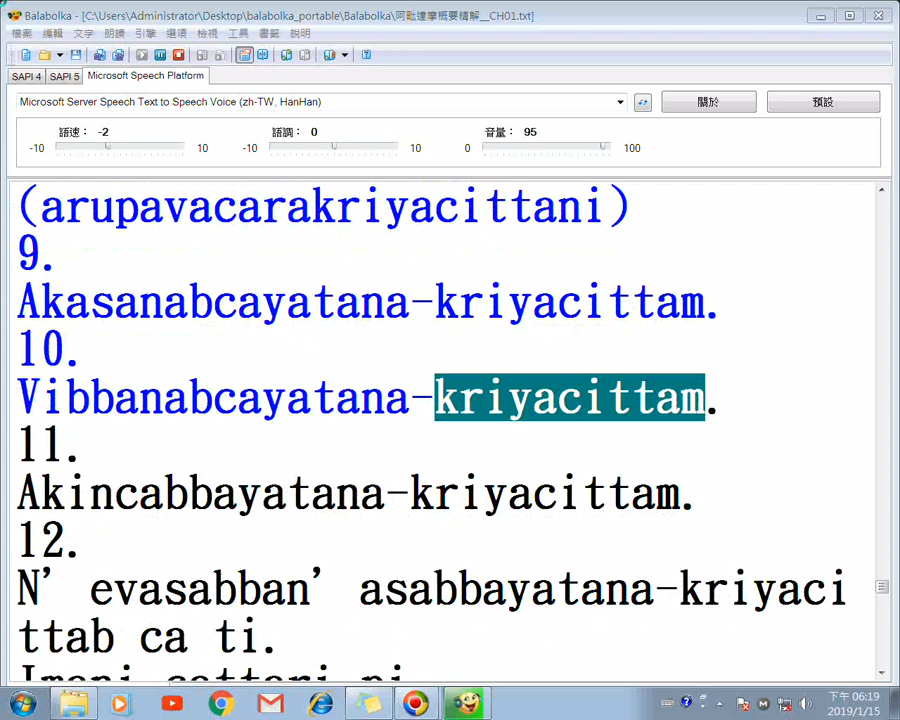 Balabolka - [C:\Users\Administrator\Desktop\balabolka_portable\Balabolka\阿毗達摩概要精解__CH01.txt]
檔案 編輯 文字 朗讀 引擎 選項 檢視 工具 書籤 說明
SAPI 4 SAPI 5 Microsoft Speech Platform
Microsoft Server Speech Text to Speech Voice (zh-TW, HanHan) 關於 預設
語速： -2 語調： 0 音量： 95
-10 10 -10 10 0 100
(arupavacarakriyacittani)
9.
Akasanabcayatana-kriyacittam.
10.
Vibbanabcayatana-kriyacittam.
11.
Akincabbayatana-kriyacittam.
12.
N’ evasabban’ asabbayatana-kriyaci
ttab ca ti.
Imani cattari pi
下午 06:19
2019/1/15